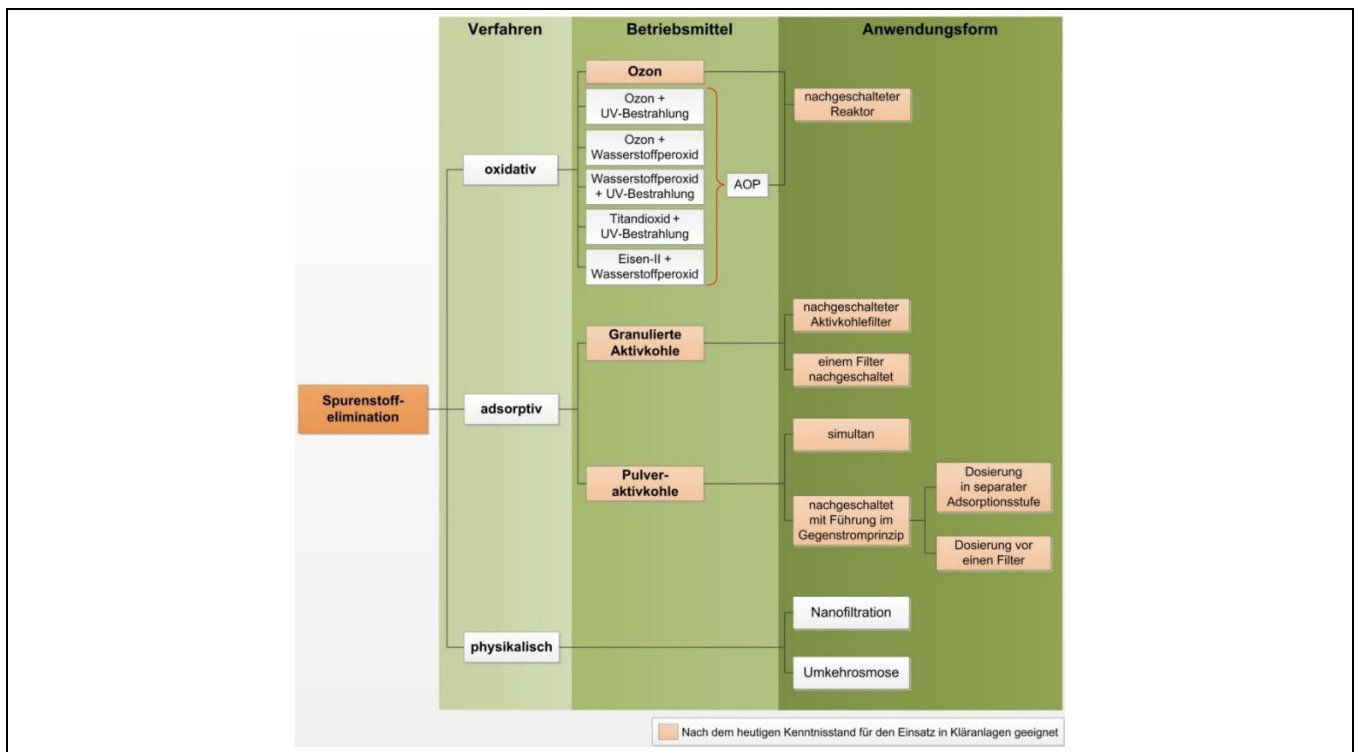 Verfahren
Betriebsmittel
Anwendungsform
Ozon
Ozon +
UV-Bestrahlung
Ozon +
Wasserstoffperoxid
Wasserstoffperoxid
+ UV-Bestrahlung
Titandioxid +
UV-Bestrahlung
Eisen-II +
Wasserstoffperoxid
AOP
nachgeschalteter
Reaktor
oxidativ
Spurenstoff-
elimination
adsorptiv
Granulierte
Aktivkohle
nachgeschalteter
Aktivkohlefilter
einem Filter
nachgeschaltet
Pulver-
aktivkohle
simultan
nachgeschaltet
mit Führung im
Gegenstromprinzip
Dosierung
in separater
Adsorptionsstufe
Dosierung vor
einen Filter
physikalisch
Nanofiltration
Umkehrosmose
Nach dem heutigen Kenntnisstand für den Einsatz in Kläranlagen geeignet